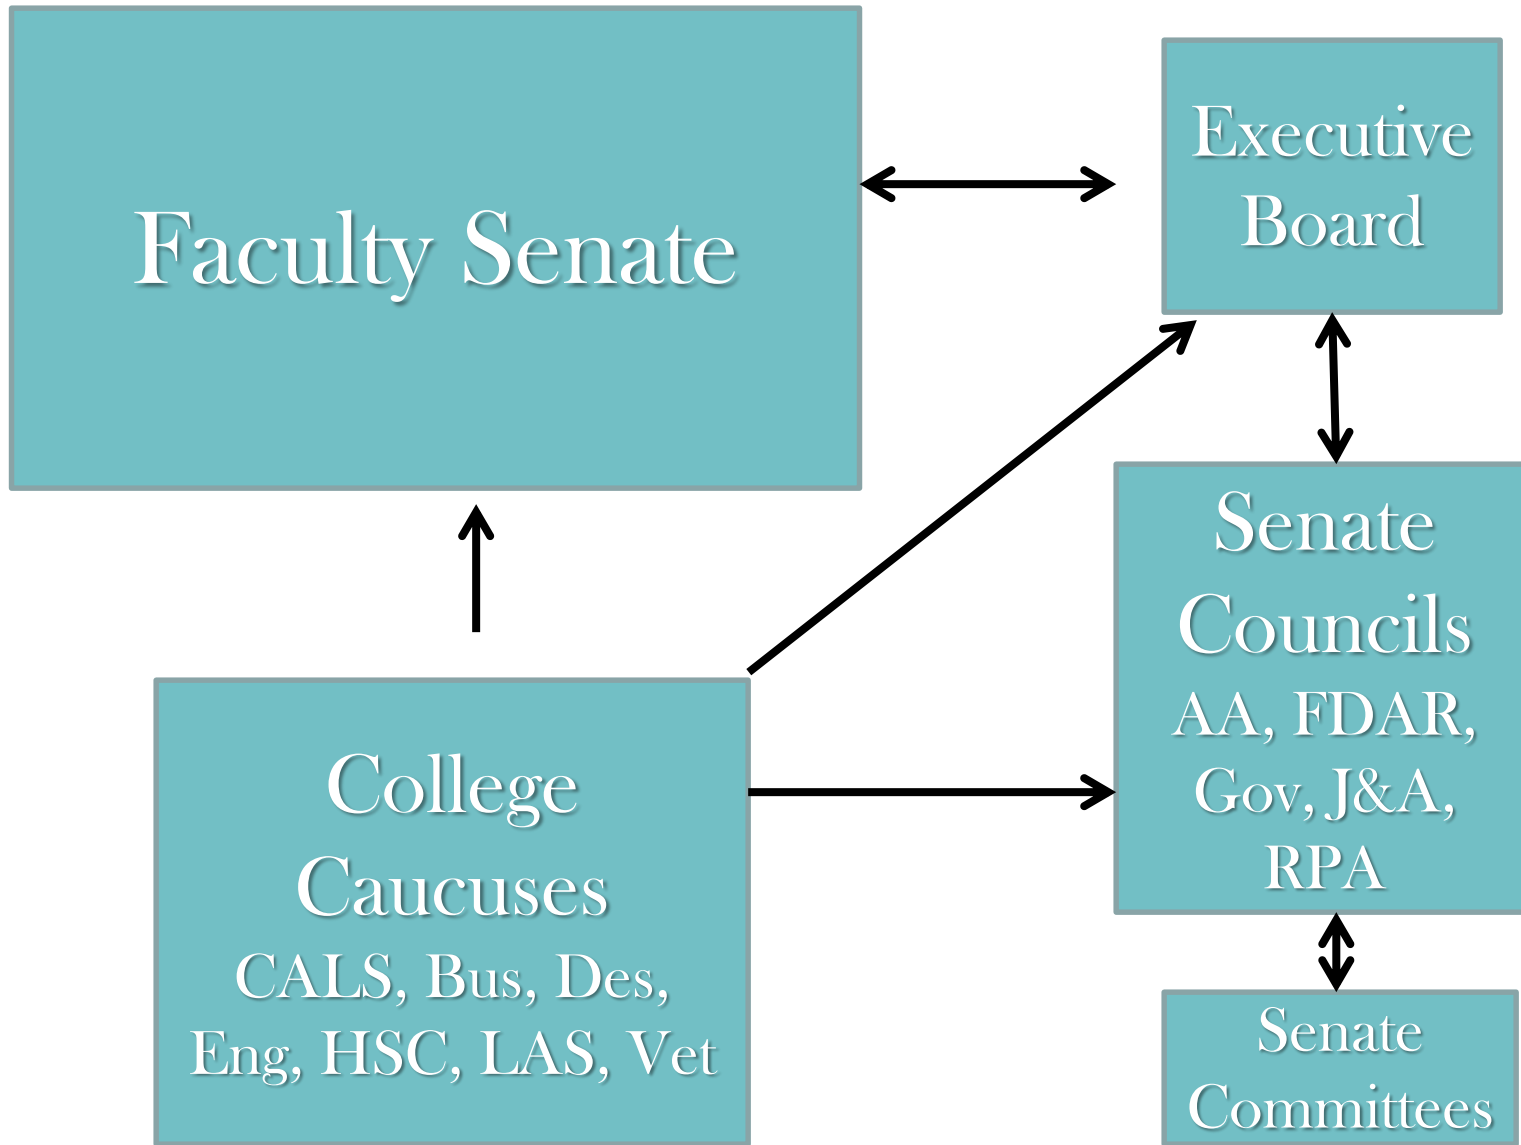 Faculty Senate
Executive
Board
Senate
Councils
AA, FDAR,
Gov, J&A,
RPA
College
Caucuses
CALS, Bus, Des,
Eng, HSC, LAS, Vet
Senate
Committees